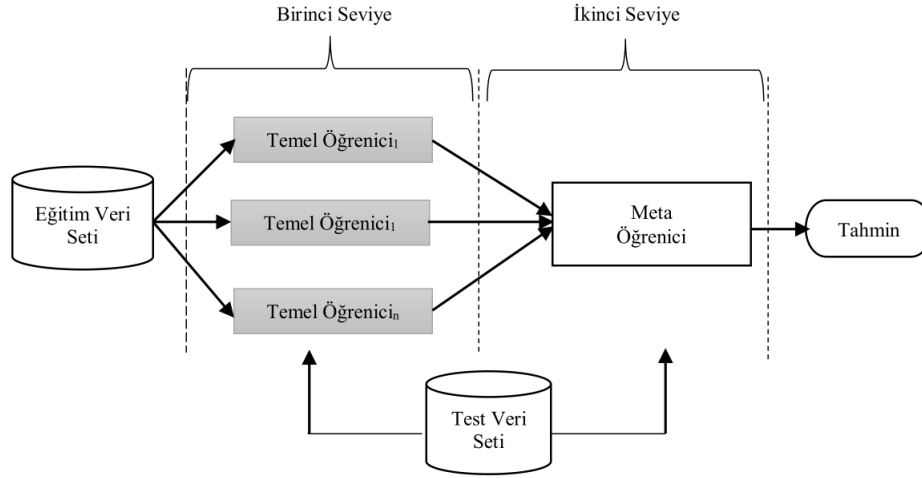 Birinci Seviye
İkinci Seviye
Temel Öğrenici₁
Eğitim Veri
Seti
Temel Öğrenici₁
Meta
Öğrenici
Tahmin
Temel Öğreniciₙ
Test Veri
Seti